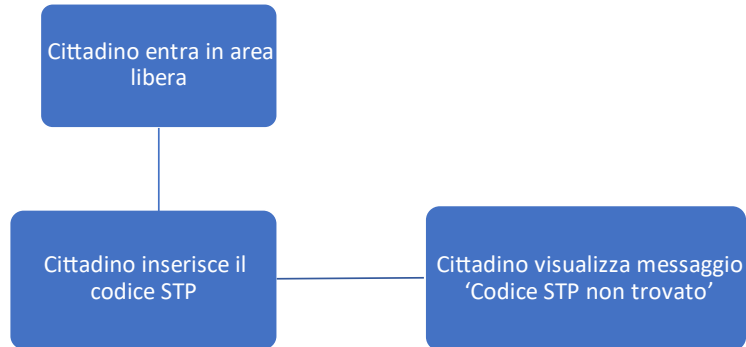 Cittadino entra in area
libera
Cittadino inserisce il
codice STP
Cittadino visualizza messaggio
‘Codice STP non trovato’